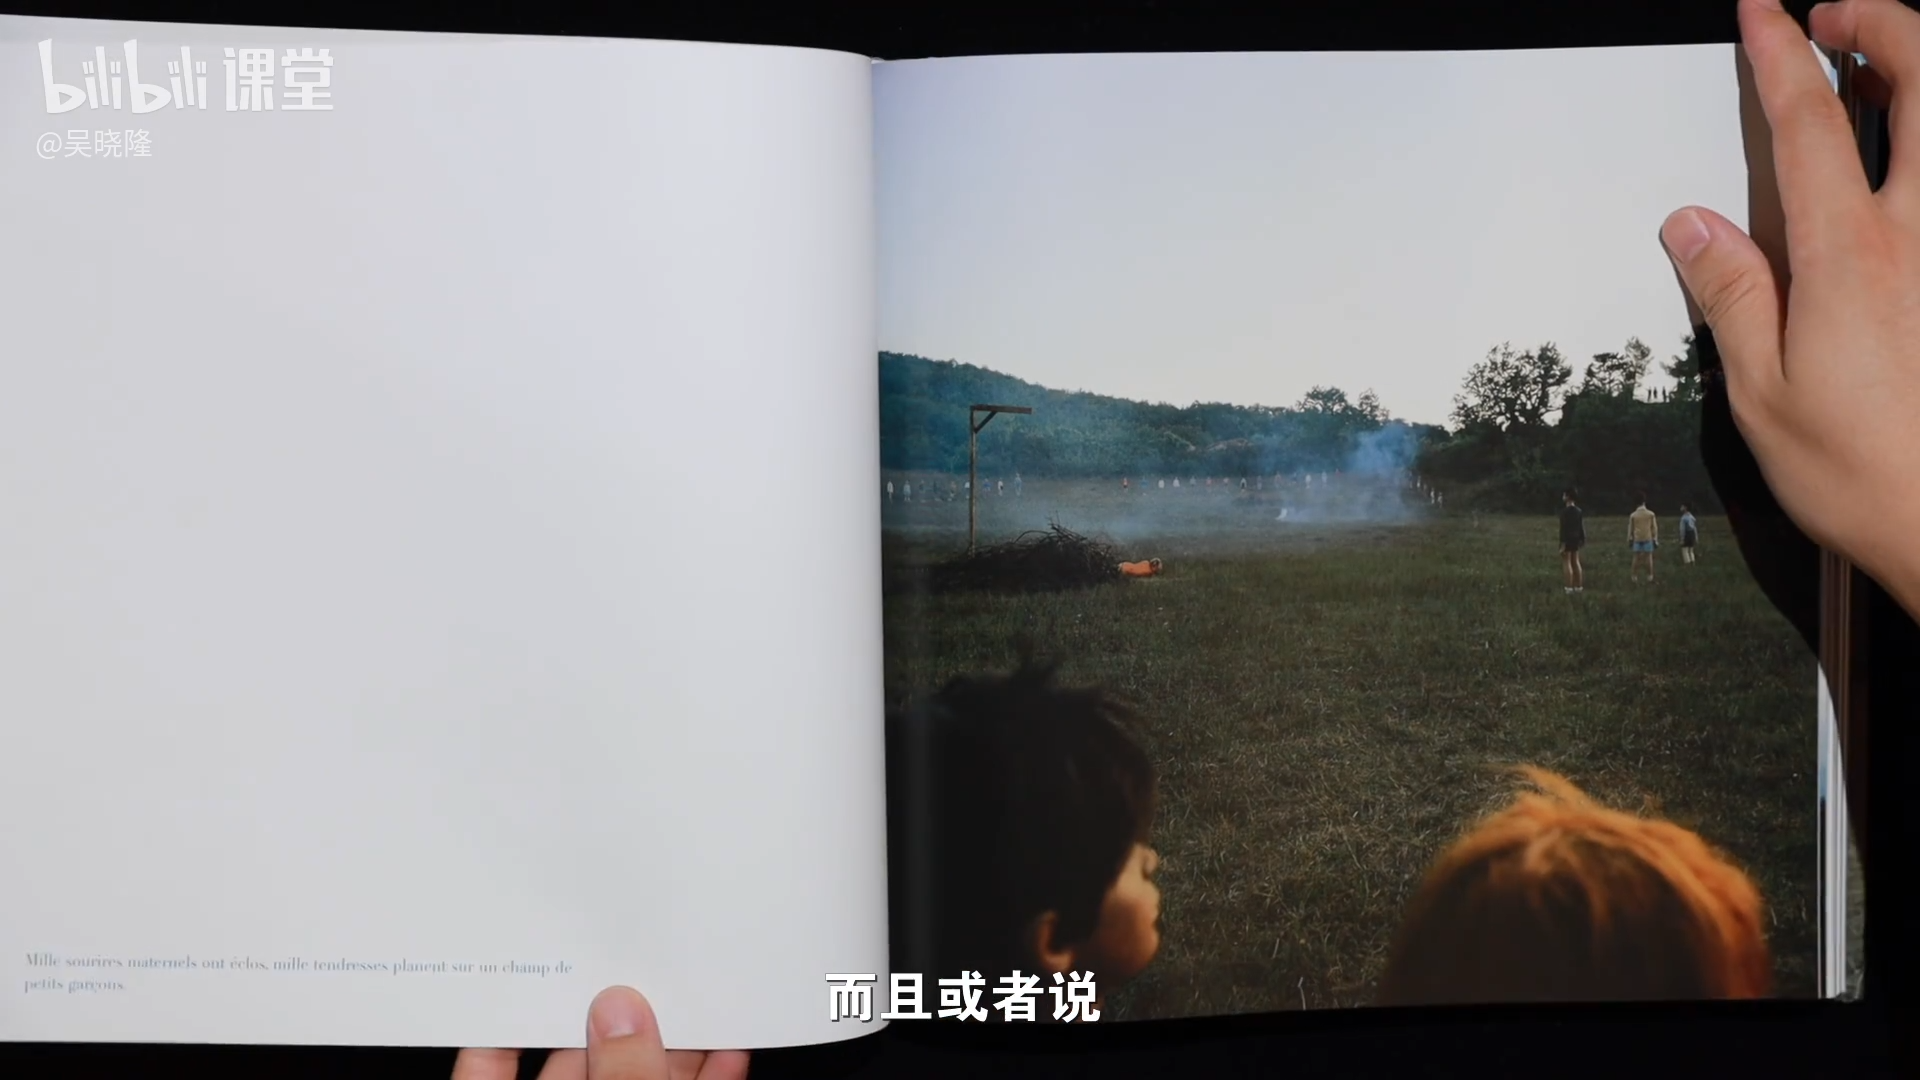 bilibili 课堂
@吴晓隆
Mille sourires maternels ont éclos, mille tendresses planent sur un champ de
petits garçons.
而且或者说